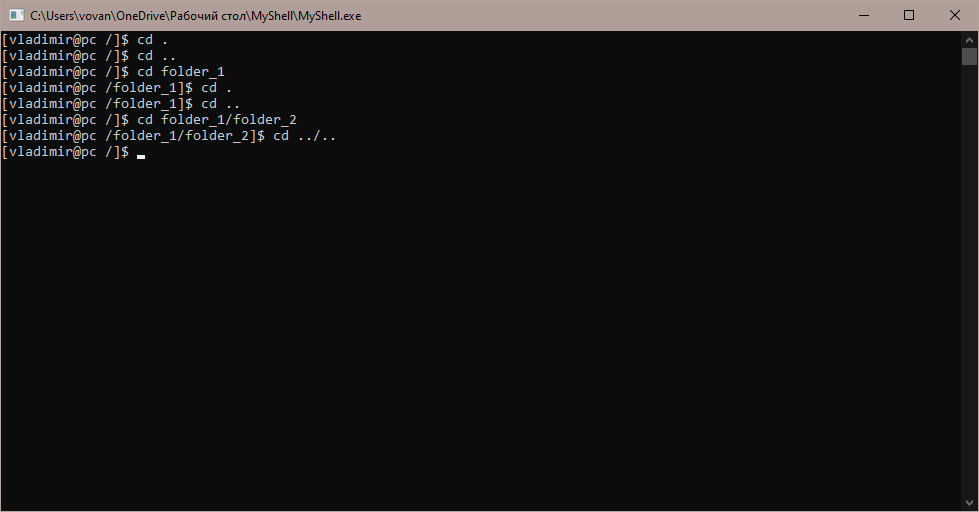 C:\Users\vovan\OneDrive\Рабочий стол\MyShell\MyShell.exe
[vladimir@pc /]$ cd .
[vladimir@pc /]$ cd ..
[vladimir@pc /]$ cd folder_1
[vladimir@pc /folder_1]$ cd .
[vladimir@pc /folder_1]$ cd ..
[vladimir@pc /]$ cd folder_1/folder_2
[vladimir@pc /folder_1/folder_2]$ cd ../..
[vladimir@pc /]$